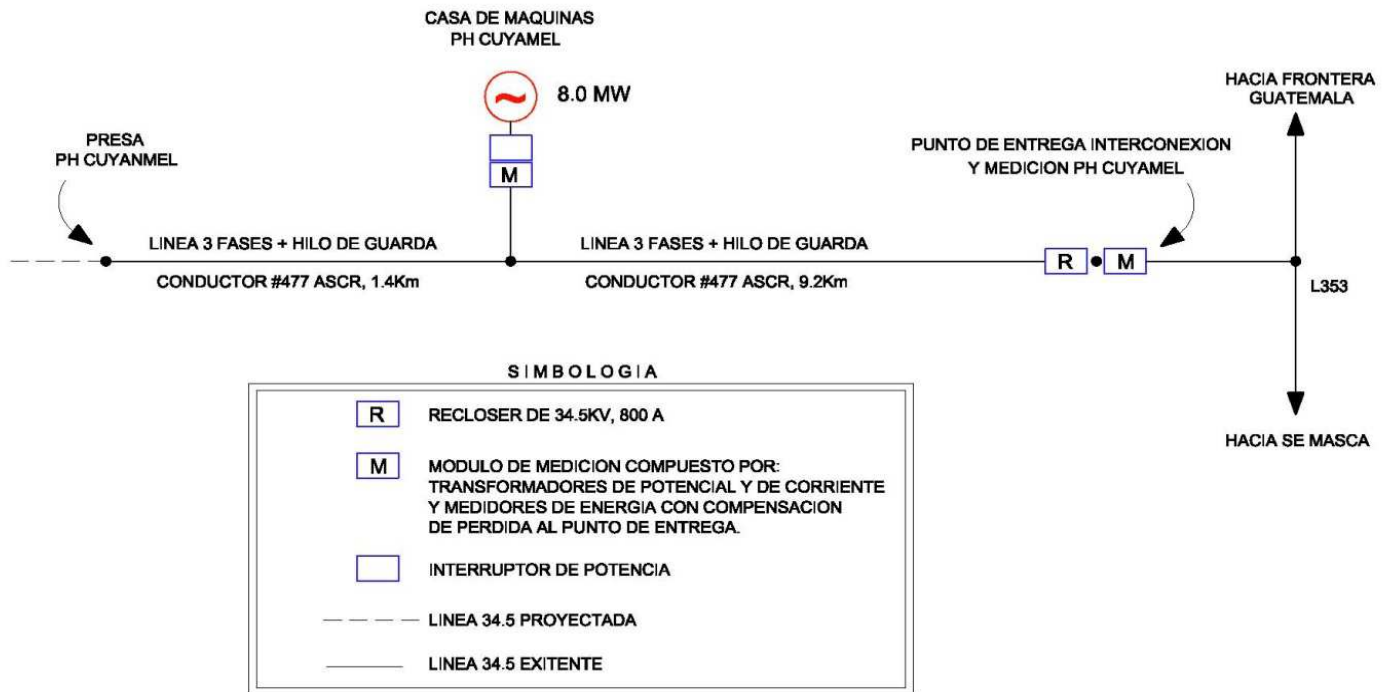 CASA DE MAQUINAS
PH CUYAMEL
8.0 MW
HACIA FRONTERA
GUATEMALA
PRESA
PH CUYANMEL
PUNTO DE ENTREGA INTERCONEXION
Y MEDICION PH CUYAMEL
M
LINEA 3 FASES + HILO DE GUARDA
LINEA 3 FASES + HILO DE GUARDA
R
M
CONDUCTOR #477 ASCR, 1.4Km
CONDUCTOR #477 ASCR, 9.2Km
L353
SIMBOLOGIA
R RECLOSER DE 34.5KV, 800 A
HACIA SE MASCA
M MODULO DE MEDICION COMPUESTO POR:
TRANSFORMADORES DE POTENCIAL Y DE CORRIENTE
Y MEDIDORES DE ENERGIA CON COMPENSACION
DE PERDIDA AL PUNTO DE ENTREGA.
INTERRUPTOR DE POTENCIA
LINEA 34.5 PROYECTADA
LINEA 34.5 EXITENTE